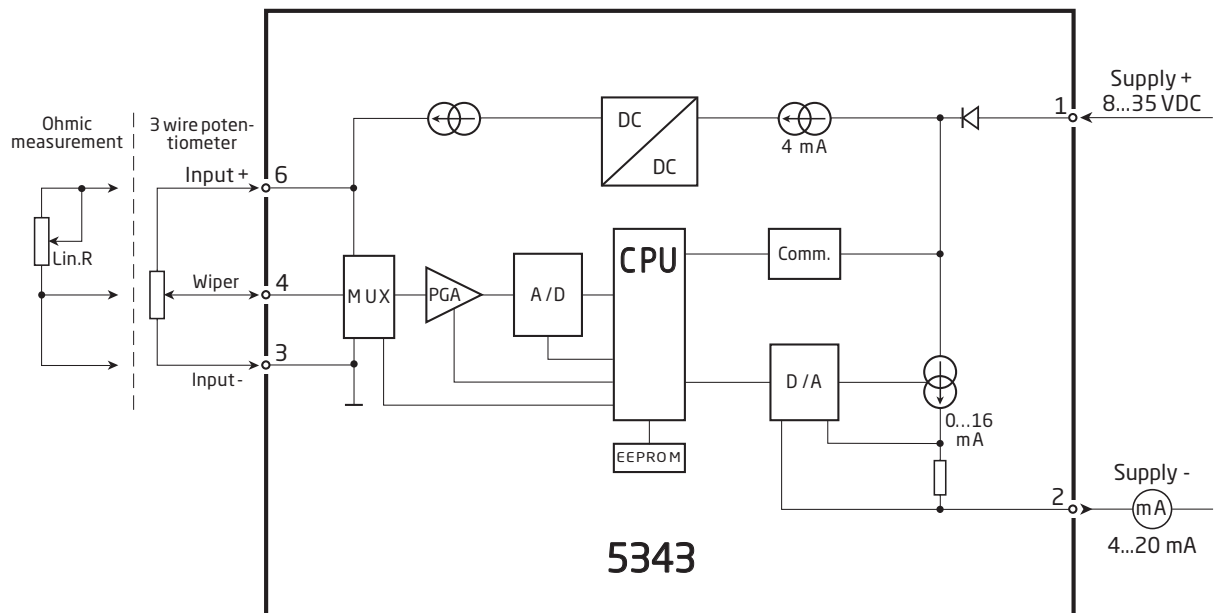 Ohmic
measurement
3 wire poten-
tiometer
Input +
6
Lin.R
Wiper
4
Input -
3
DC
DC
4 mA
1
Supply +
8...35 VDC
MUX
PGA
A/D
CPU
Comm.
D/A
0...16
mA
EEPROM
2
Supply -
mA
4...20 mA
5343